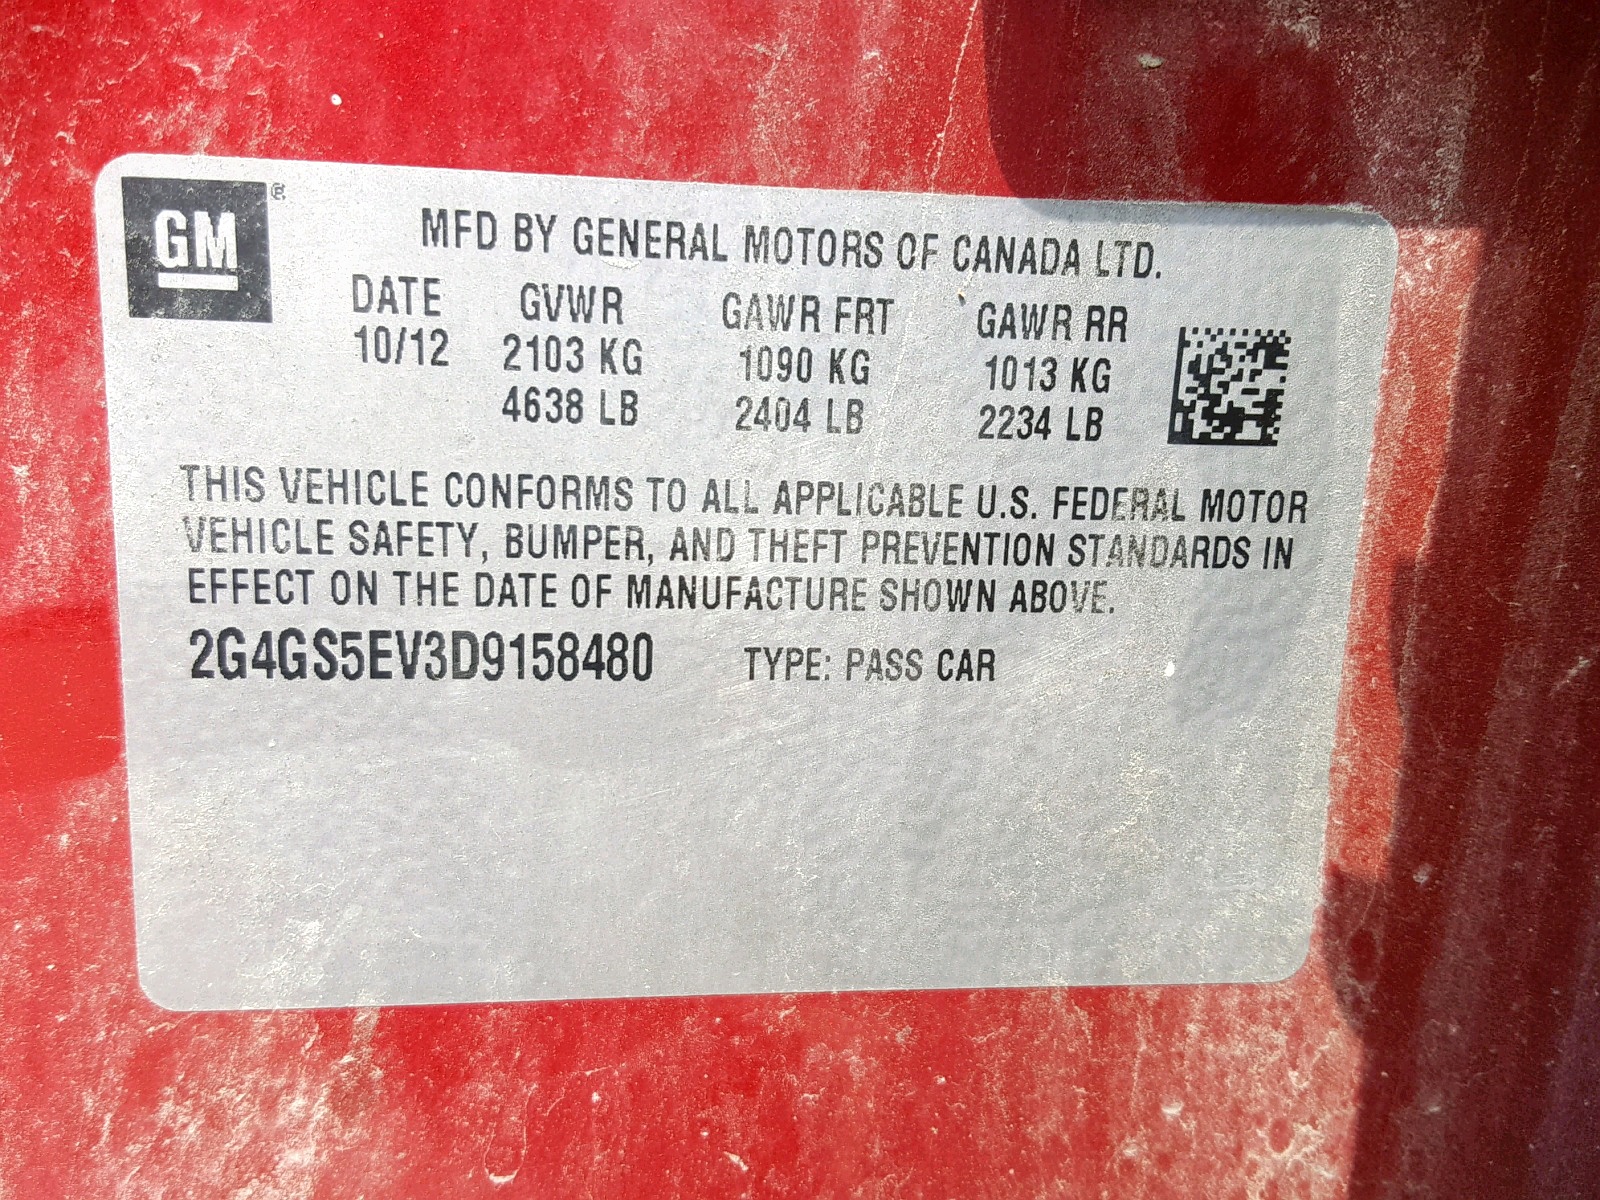 GM ®
MFD BY GENERAL MOTORS OF CANADA LTD.
DATE GVWR GAWR FRT GAWR RR
10/12 2103 KG 1090 KG 1013 KG
4638 LB 2404 LB 2234 LB
THIS VEHICLE CONFORMS TO ALL APPLICABLE U.S. FEDERAL MOTOR
VEHICLE SAFETY, BUMPER, AND THEFT PREVENTION STANDARDS IN
EFFECT ON THE DATE OF MANUFACTURE SHOWN ABOVE.
2G4GS5EV3D9158480 TYPE: PASS CAR